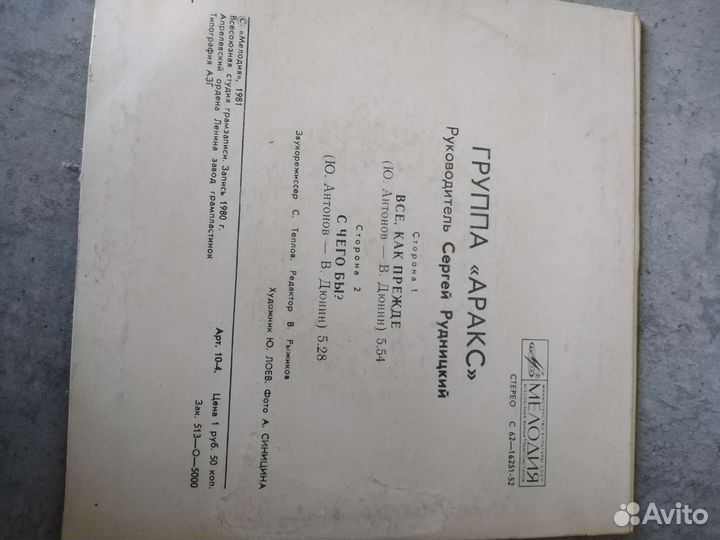 МЕЛОДИЯ
СТЕРЕО С 62—16251-52
ГРУППА «АРАКС»
Руководитель Сергей Рудницкий
Сторона 1
ВСЕ, КАК ПРЕЖДЕ
(Ю. Антонов — В. Дюнин) 5.54
Сторона 2
С ЧЕГО БЫ?
(Ю. Антонов — В. Дюнин) 5.28
Звукорежиссер С. Теплов. Редактор В. Рыжиков
Художник Ю. ЛОЕВ. Фото А. СИНИЦИНА
© «Мелодия», 1981
Всесоюзная студия грамзаписи. Запись 1980 г.
Апрелевский ордена Ленина завод грампластинок
Типография АЗГ
Арт. 10-4. Цена 1 руб. 50 коп.
Зак. 513—О—5000
Avito